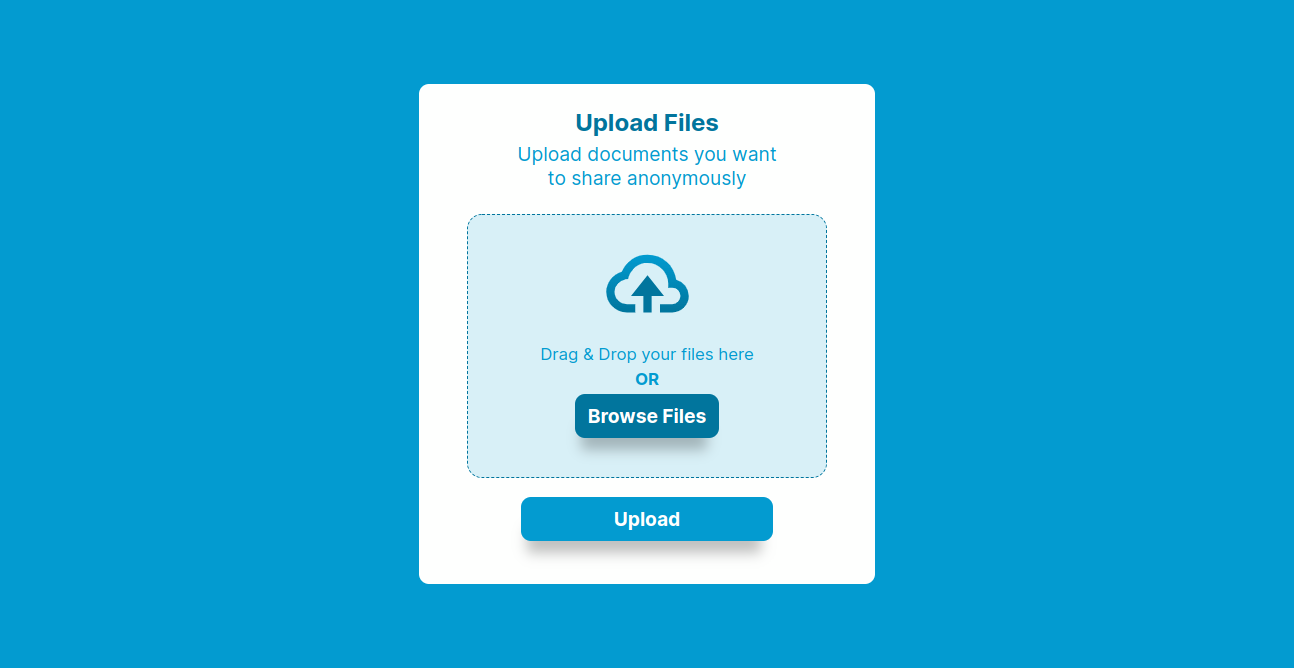 Upload Files
Upload documents you want
to share anonymously
Drag & Drop your files here
OR
Browse Files
Upload